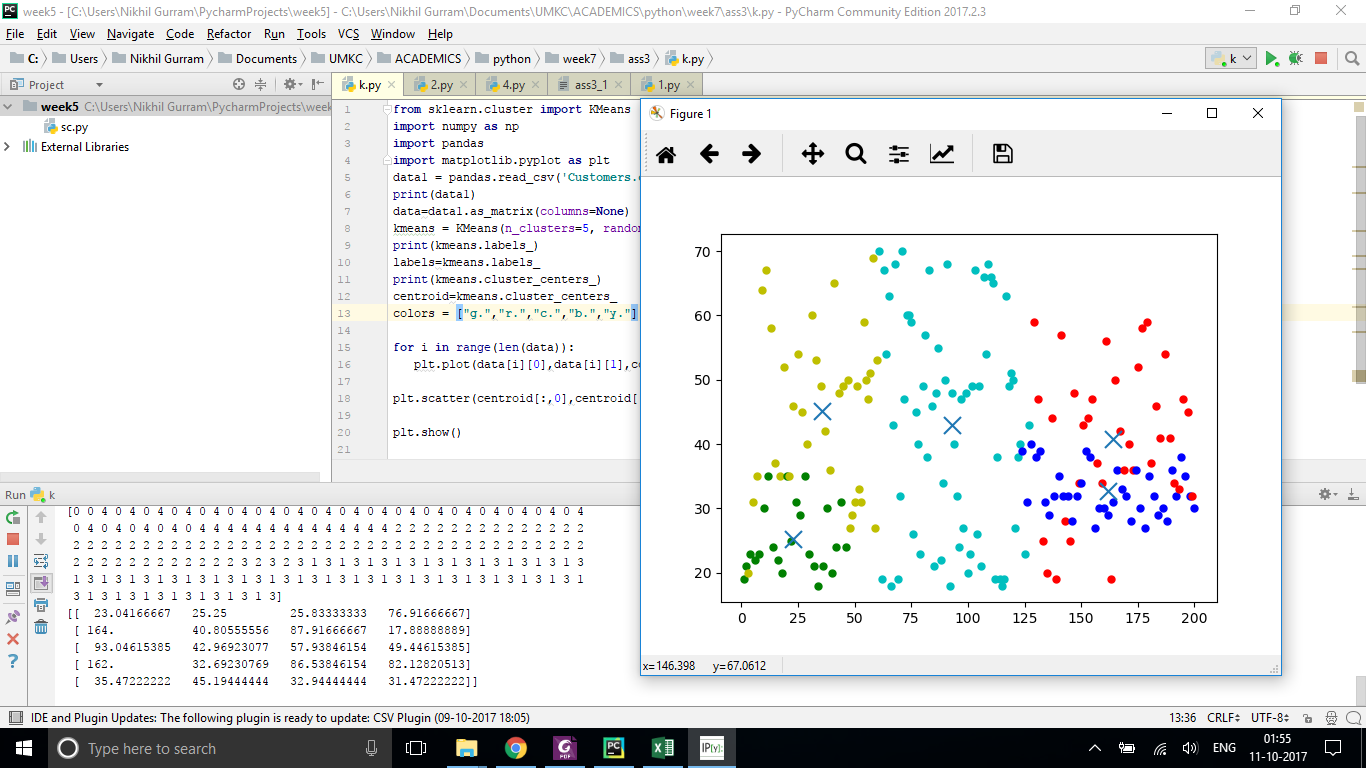 week5 - [C:\Users\Nikhil Gurram\PycharmProjects\week5] - C:\Users\Nikhil Gurram\Documents\UMKC\ACADEMICS\python\week7\ass3\k.py - PyCharm Community Edition 2017.2.3
File Edit View Navigate Code Refactor Run Tools VCS Window Help
C: Users Nikhil Gurram Documents UMKC ACADEMICS python week7 ass3 k.py k
Project k.py 2.py 4.py ass3_1 1.py
week5 C:\Users\Nikhil Gurram\PycharmProjects\week
sc.py
External Libraries
1 from sklearn.cluster import KMeans
2 import numpy as np
3 import pandas
4 import matplotlib.pyplot as plt
5 data1 = pandas.read_csv('Customers.
6 print(data1)
7 data=data1.as_matrix(columns=None)
8 kmeans = KMeans(n_clusters=5, random
9 print(kmeans.labels_)
10 labels=kmeans.labels_
11 print(kmeans.cluster_centers_)
12 centroid=kmeans.cluster_centers_
13 colors = ["g.","r.","c.","b.","y."]
14
15 for i in range(len(data)):
16 plt.plot(data[i][0],data[i][1],co
17
18 plt.scatter(centroid[:,0],centroid[
19
20 plt.show()
21
Figure 1
70
60
50
40
30
20
0 25 50 75 100 125 150 175 200
x=146.398 y=67.0612
Run k
[0 0 4 0 4 0 4 0 4 0 4 0 4 0 4 0 4 0 4 0 4 0 4 0 4 0 4 0 4 0 4 0 4 0 4 0 4
0 4 0 4 0 4 0 4 0 4 4 4 4 4 4 4 4 4 4 4 4 4 4 2 2 2 2 2 2 2 2 2 2 2 2 2 2
2 2 2 2 2 2 2 2 2 2 2 2 2 2 2 2 2 2 2 2 2 2 2 2 2 2 2 2 2 2 2 2 2 2 2 2 2
2 2 2 2 2 2 2 2 2 2 2 2 3 2 3 2 3 1 3 1 3 1 3 1 3 1 3 1 3 1 3 1 3 1 3 1 3
1 3 1 3 1 3 1 3 1 3 1 3 1 3 1 3 1 3 1 3 1 3 1 3 1 3 1 3 1 3 1 3 1 3 1 3 1
3 1 3 1 3 1 3 1 3 1 3 1 3 1 3]
[[ 23.04166667 25.25 25.83333333 76.91666667]
[ 164. 40.80555556 87.91666667 17.88888889]
[ 93.04615385 42.96923077 57.93846154 49.44615385]
[ 162. 32.69230769 86.53846154 82.12820513]
[ 35.47222222 45.19444444 32.94444444 31.47222222]]
IDE and Plugin Updates: The following plugin is ready to update: CSV Plugin (09-10-2017 18:05) 13:36 CRLF UTF-8
Type here to search PDF PC IP[y]: ENG 01:55
11-10-2017